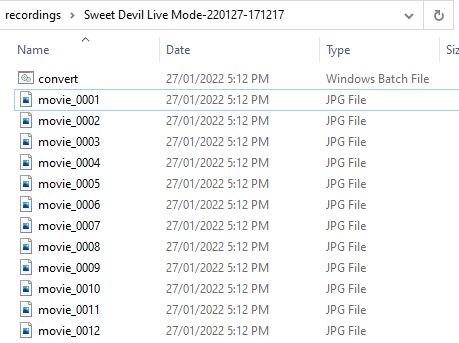 recordings > Sweet Devil Live Mode-220127-171217
Name Date Type Siz
convert 27/01/2022 5:12 PM Windows Batch File
movie_0001 27/01/2022 5:12 PM JPG File
movie_0002 27/01/2022 5:12 PM JPG File
movie_0003 27/01/2022 5:12 PM JPG File
movie_0004 27/01/2022 5:12 PM JPG File
movie_0005 27/01/2022 5:12 PM JPG File
movie_0006 27/01/2022 5:12 PM JPG File
movie_0007 27/01/2022 5:12 PM JPG File
movie_0008 27/01/2022 5:12 PM JPG File
movie_0009 27/01/2022 5:12 PM JPG File
movie_0010 27/01/2022 5:12 PM JPG File
movie_0011 27/01/2022 5:12 PM JPG File
movie_0012 27/01/2022 5:12 PM JPG File